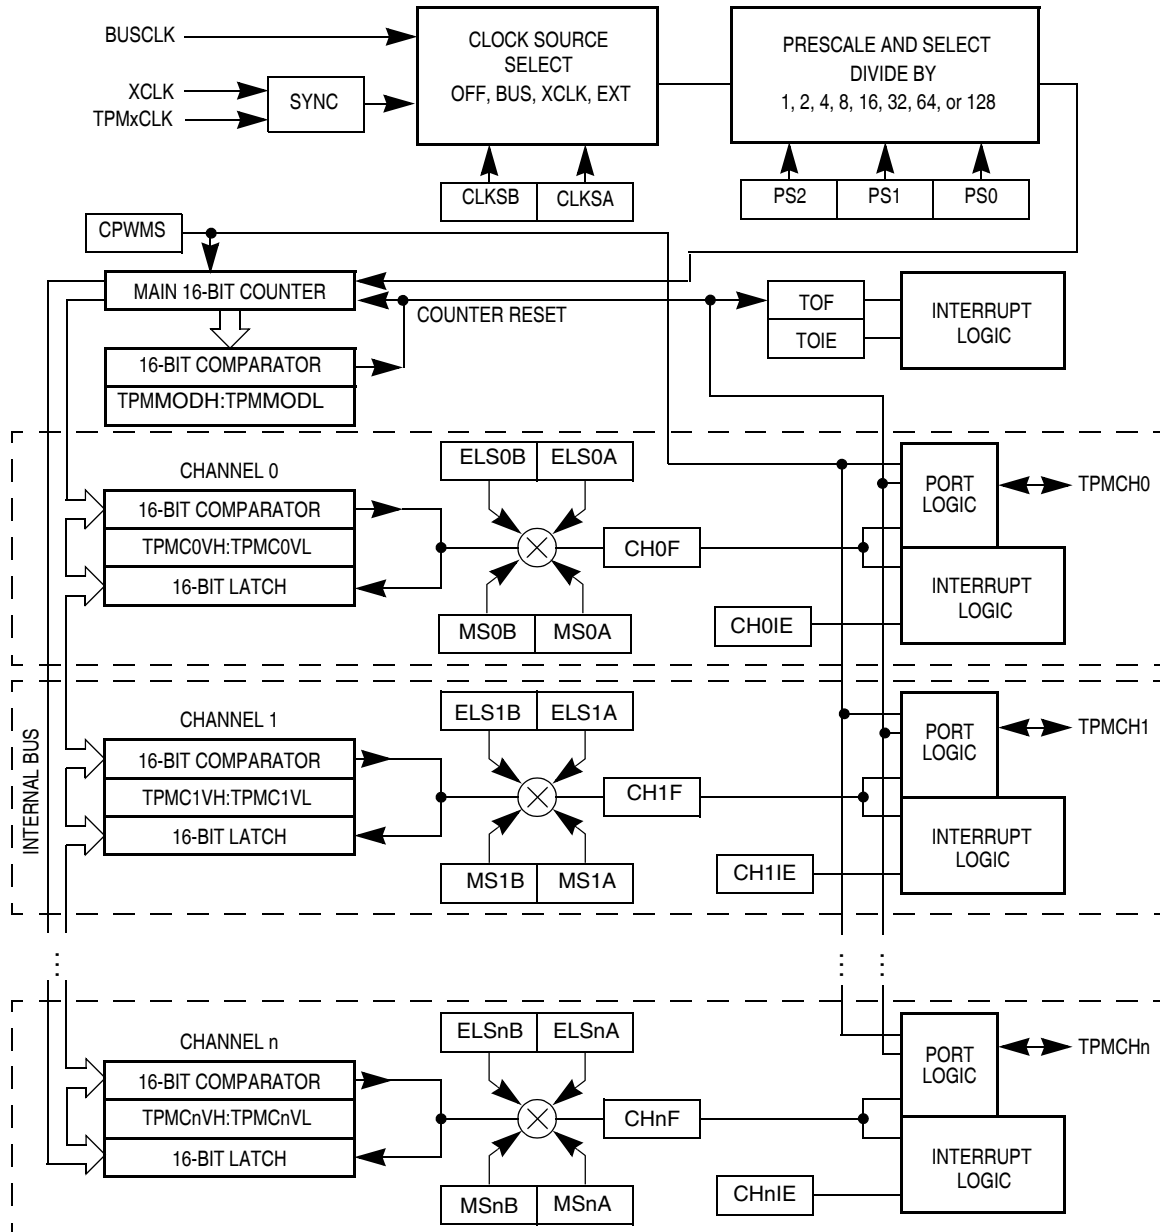 BUSCLK
XCLK
TPMxCLK
SYNC
CLOCK SOURCE
SELECT
OFF, BUS, XCLK, EXT
PRESCALE AND SELECT
DIVIDE BY
1, 2, 4, 8, 16, 32, 64, or 128
CLKSB
CLKSA
PS2
PS1
PS0
CPWMS
MAIN 16-BIT COUNTER
COUNTER RESET
16-BIT COMPARATOR
TPMMODH:TPMMODL
TOF
TOIE
INTERRUPT
LOGIC
CHANNEL 0
16-BIT COMPARATOR
TPMC0VH:TPMC0VL
16-BIT LATCH
ELS0B
ELS0A
MS0B
MS0A
CH0F
CH0IE
PORT
LOGIC
INTERRUPT
LOGIC
TPMCH0
INTERNAL BUS
CHANNEL 1
16-BIT COMPARATOR
TPMC1VH:TPMC1VL
16-BIT LATCH
ELS1B
ELS1A
MS1B
MS1A
CH1F
CH1IE
PORT
LOGIC
INTERRUPT
LOGIC
TPMCH1
...
...
...
CHANNEL n
16-BIT COMPARATOR
TPMCnVH:TPMCnVL
16-BIT LATCH
ELSnB
ELSnA
MSnB
MSnA
CHnF
CHnIE
PORT
LOGIC
INTERRUPT
LOGIC
TPMCHn